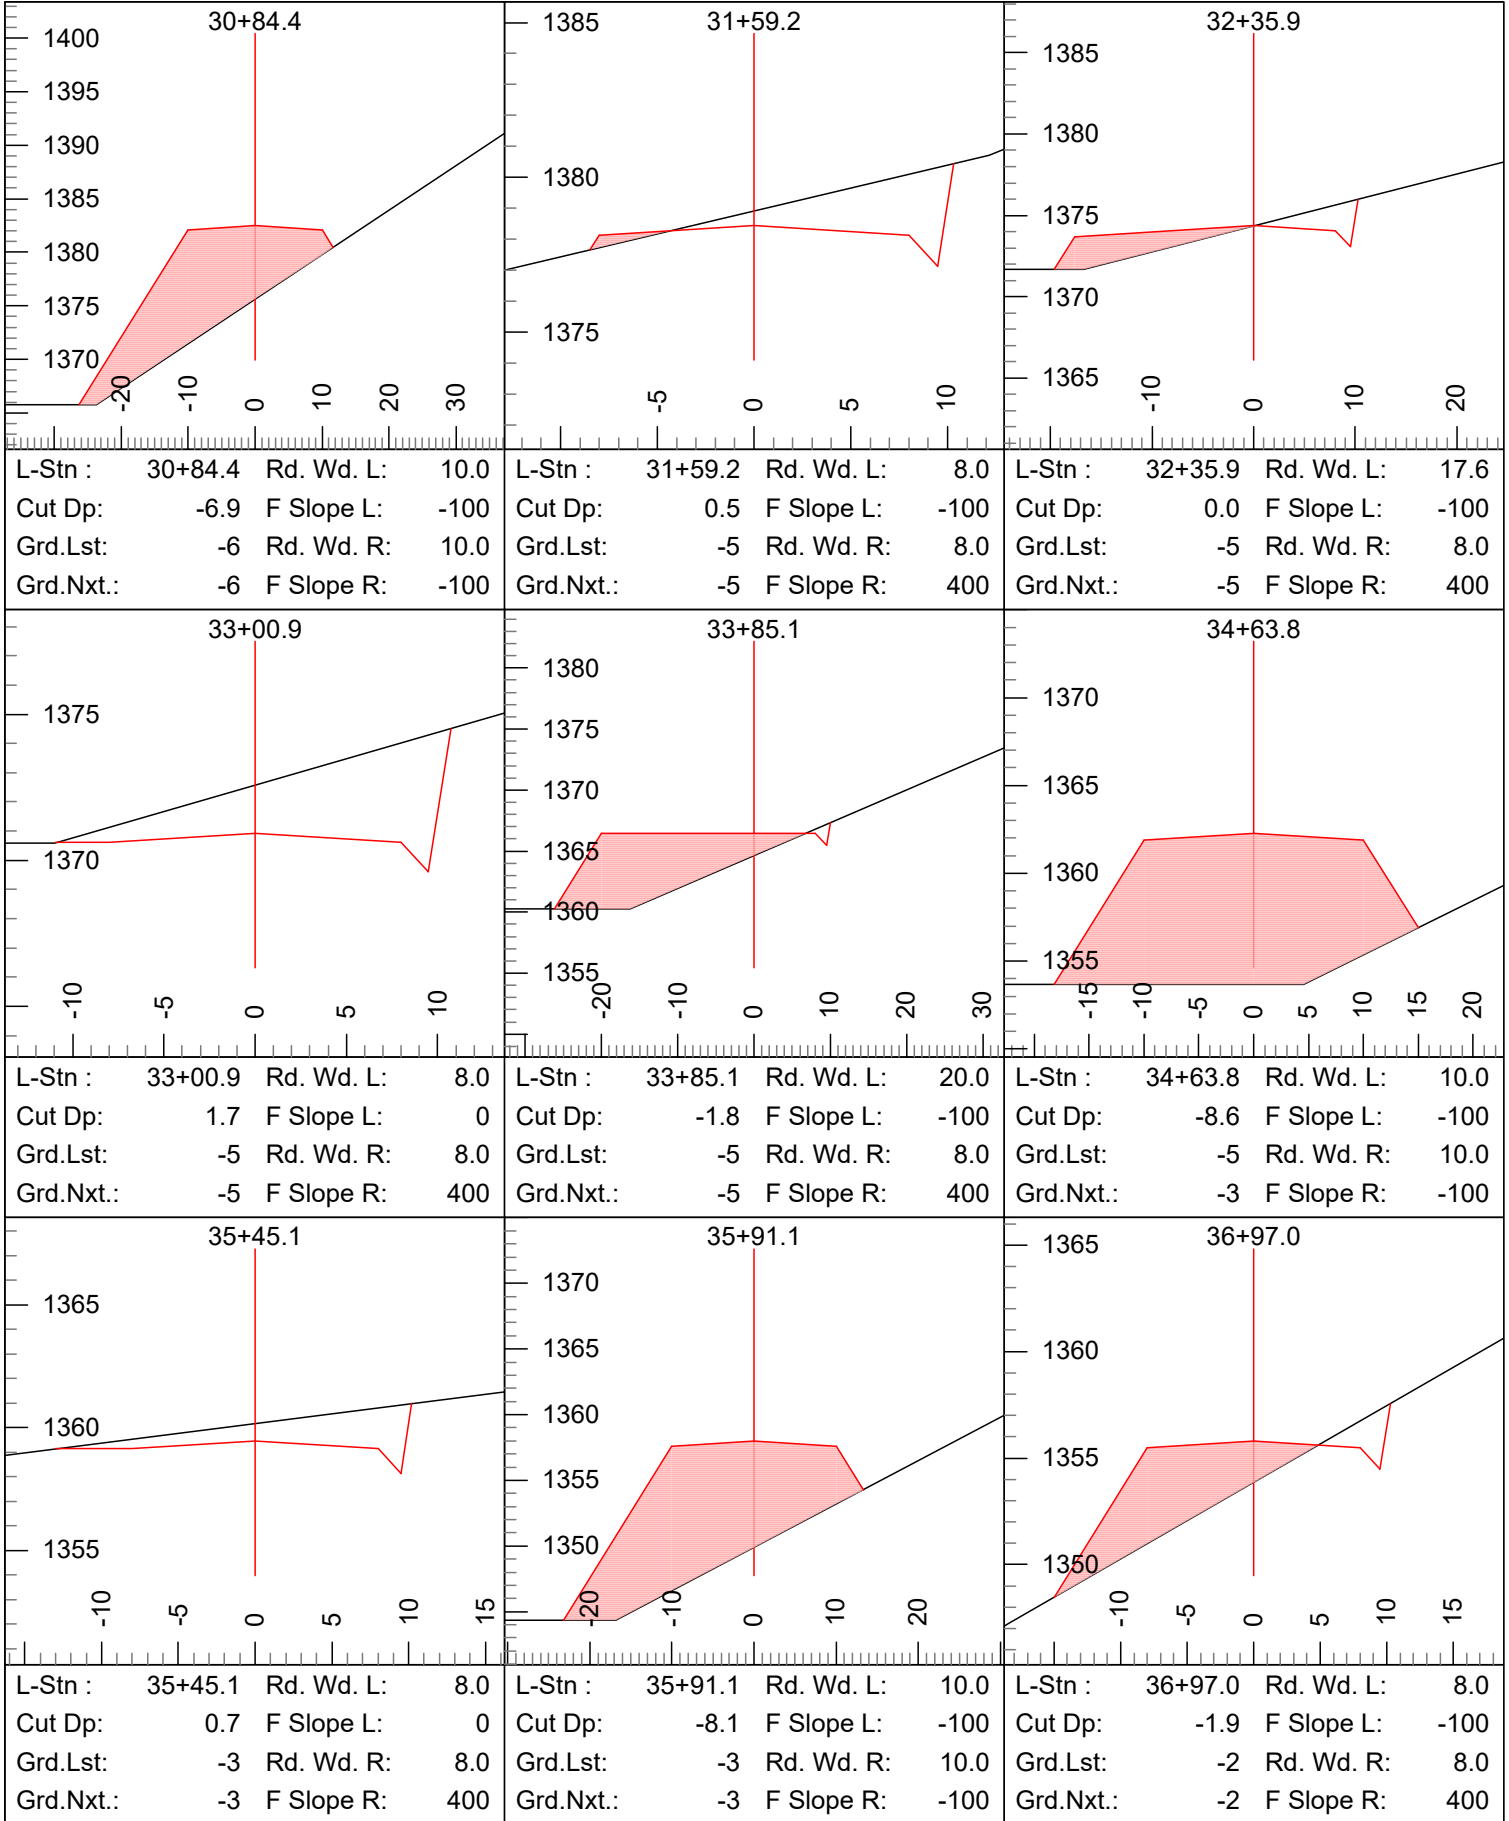 30+84.4
1400
1395
1390
1385
1380
1375
1370
-20 -10 0 10 20 30
L-Stn : 30+84.4 Rd. Wd. L: 10.0
Cut Dp: -6.9 F Slope L: -100
Grd.Lst: -6 Rd. Wd. R: 10.0
Grd.Nxt.: -6 F Slope R: -100
31+59.2
1385
1380
1375
-5 0 5 10
L-Stn : 31+59.2 Rd. Wd. L: 8.0
Cut Dp: 0.5 F Slope L: -100
Grd.Lst: -5 Rd. Wd. R: 8.0
Grd.Nxt.: -5 F Slope R: 400
32+35.9
1385
1380
1375
1370
1365
-10 0 10 20
L-Stn : 32+35.9 Rd. Wd. L: 17.6
Cut Dp: 0.0 F Slope L: -100
Grd.Lst: -5 Rd. Wd. R: 8.0
Grd.Nxt.: -5 F Slope R: 400
33+00.9
1375
1370
-10 -5 0 5 10
L-Stn : 33+00.9 Rd. Wd. L: 8.0
Cut Dp: 1.7 F Slope L: 0
Grd.Lst: -5 Rd. Wd. R: 8.0
Grd.Nxt.: -5 F Slope R: 400
33+85.1
1380
1375
1370
1365
1360
1355
-20 -10 0 10 20 30
L-Stn : 33+85.1 Rd. Wd. L: 20.0
Cut Dp: -1.8 F Slope L: -100
Grd.Lst: -5 Rd. Wd. R: 8.0
Grd.Nxt.: -5 F Slope R: 400
34+63.8
1370
1365
1360
1355
-15 -10 -5 0 5 10 15 20
L-Stn : 34+63.8 Rd. Wd. L: 10.0
Cut Dp: -8.6 F Slope L: -100
Grd.Lst: -5 Rd. Wd. R: 10.0
Grd.Nxt.: -3 F Slope R: -100
35+45.1
1365
1360
1355
-10 -5 0 5 10 15
L-Stn : 35+45.1 Rd. Wd. L: 8.0
Cut Dp: 0.7 F Slope L: 0
Grd.Lst: -3 Rd. Wd. R: 8.0
Grd.Nxt.: -3 F Slope R: 400
35+91.1
1370
1365
1360
1355
1350
-20 -10 0 10 20
L-Stn : 35+91.1 Rd. Wd. L: 10.0
Cut Dp: -8.1 F Slope L: -100
Grd.Lst: -3 Rd. Wd. R: 10.0
Grd.Nxt.: -3 F Slope R: -100
36+97.0
1365
1360
1355
1350
-10 -5 0 5 10 15
L-Stn : 36+97.0 Rd. Wd. L: 8.0
Cut Dp: -1.9 F Slope L: -100
Grd.Lst: -2 Rd. Wd. R: 8.0
Grd.Nxt.: -2 F Slope R: 400